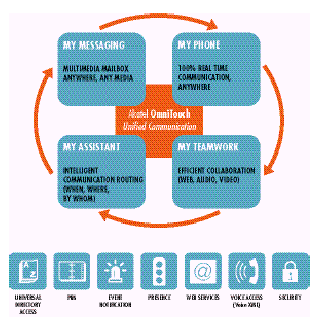 MY MESSAGING
MULTIMEDIA MAILBOX
ANYWHERE, ANY MEDIA
MY PHONE
100% REAL TIME
COMMUNICATION,
ANYWHERE
Alcatel OmniTouch
Unified Communication
MY ASSISTANT
INTELLIGENT
COMMUNICATION ROUTING
(WHEN, WHERE,
BY WHOM)
MY TEAMWORK
EFFICIENT COLLABORATION
(WEB, AUDIO, VIDEO)
A
Z
@
UNIVERSAL
DIRECTORY
ACCESS
PIM
EVENT
NOTIFICATION
PRESENCE
WEB SERVICES
VOICE ACCESS
(Voice XML)
SECURITY